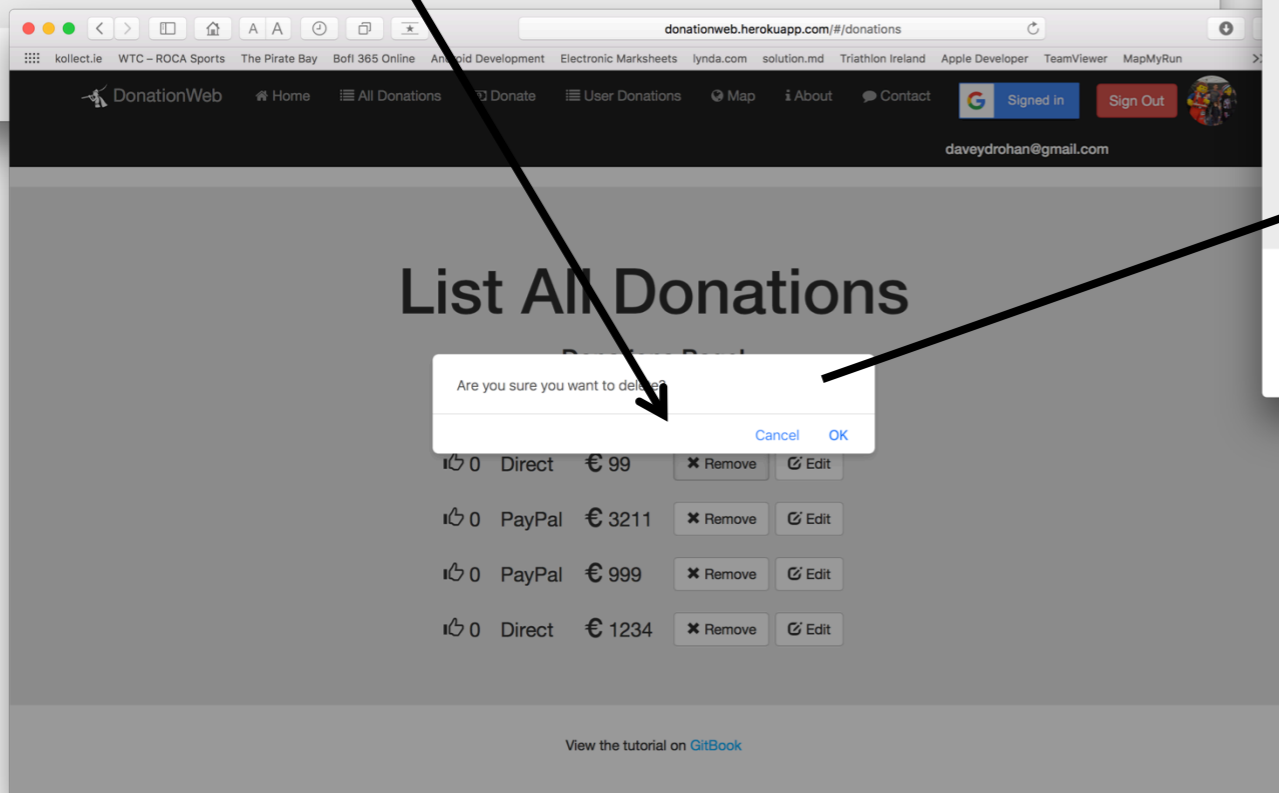 A A donationweb.herokuapp.com/#/donations
kollect.ie WTC – ROCA Sports The Pirate Bay BofI 365 Online Android Development Electronic Marksheets lynda.com solution.md Triathlon Ireland Apple Developer TeamViewer MapMyRun >>
DonationWeb Home All Donations Donate User Donations Map About Contact G Signed in Sign Out
daveydrohan@gmail.com
List All Donations
Are you sure you want to delete?
Cancel OK
0 Direct € 99 Remove Edit
0 PayPal € 3211 Remove Edit
0 PayPal € 999 Remove Edit
0 Direct € 1234 Remove Edit
View the tutorial on GitBook